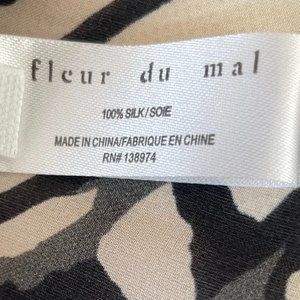 fleur du mal
100% SILK/SOIE
MADE IN CHINA/FABRIQUE EN CHINE
RN# 138974